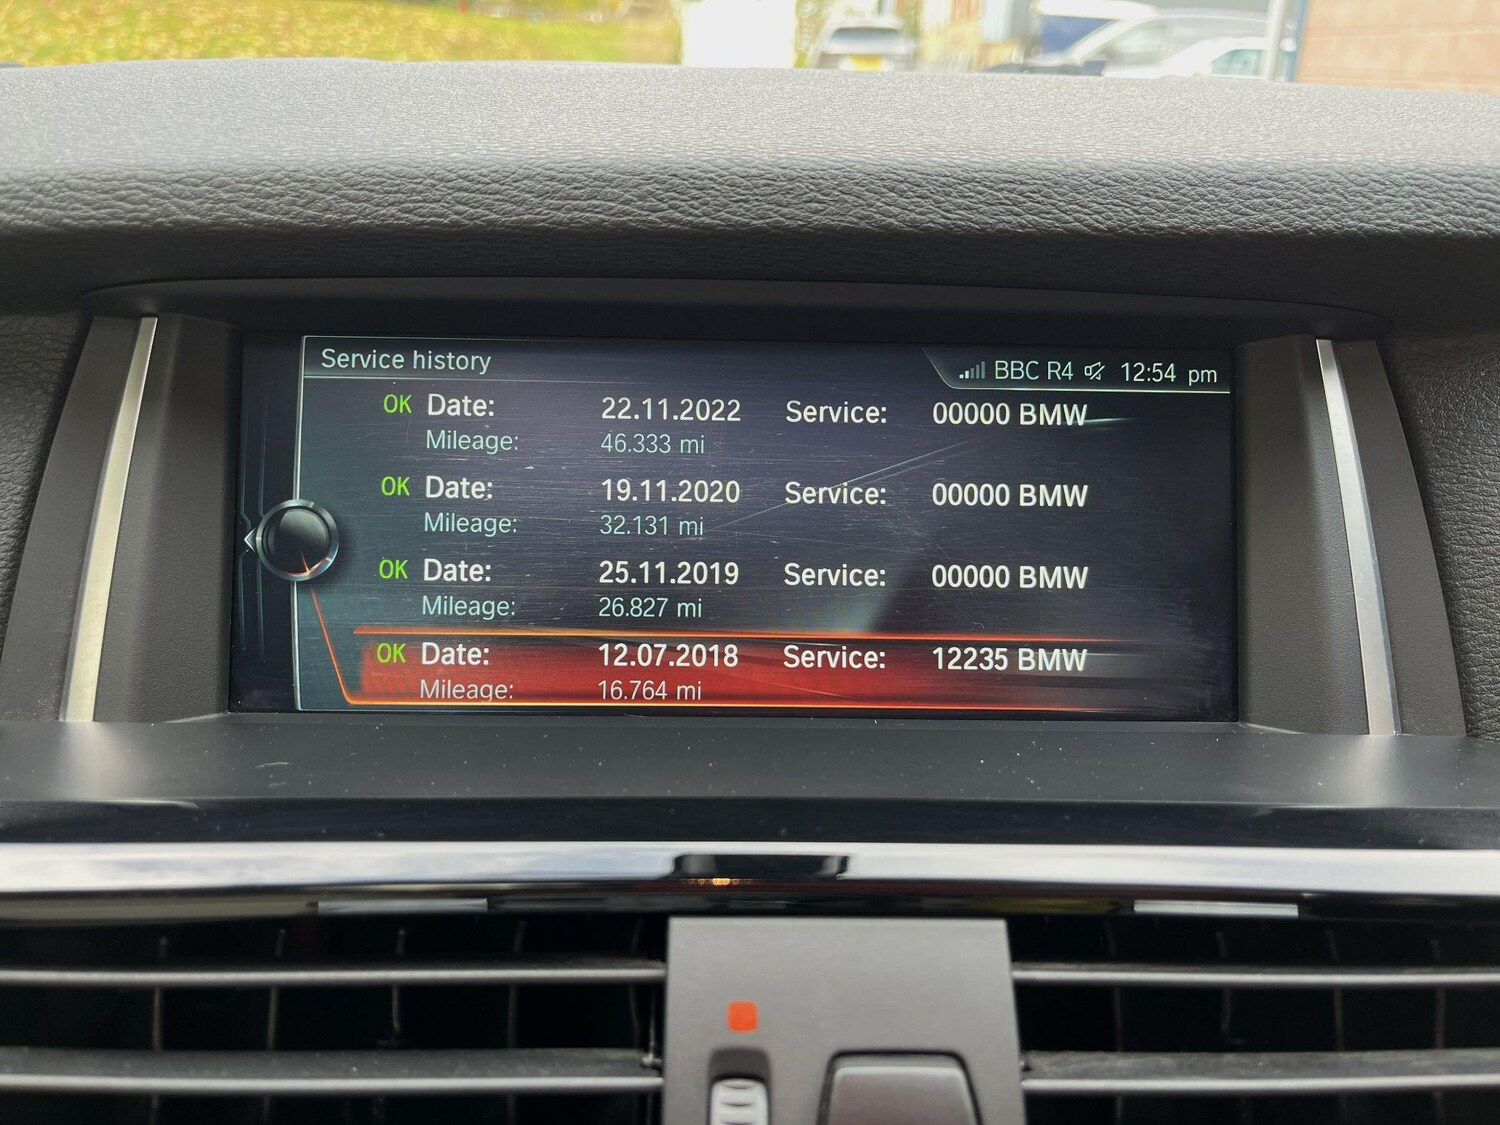 Service history BBC R4 12:54 pm
OK Date: 22.11.2022 Service: 00000 BMW
Mileage: 46.333 mi
OK Date: 19.11.2020 Service: 00000 BMW
Mileage: 32.131 mi
OK Date: 25.11.2019 Service: 00000 BMW
Mileage: 26.827 mi
OK Date: 12.07.2018 Service: 12235 BMW
Mileage: 16.764 mi